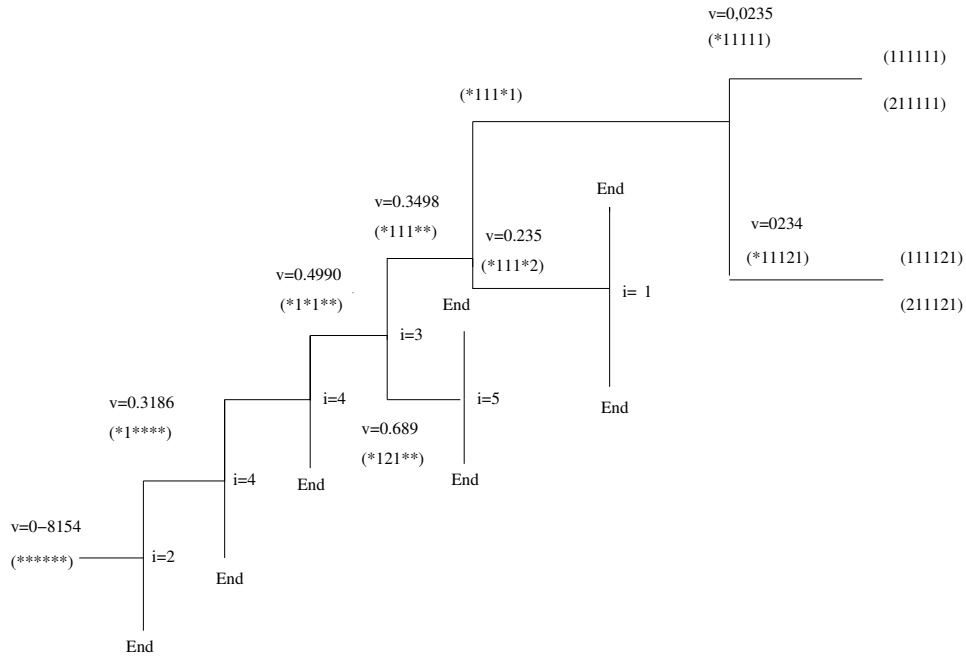 v=0,0235
(*11111)
(111111)
(*111*1)
(211111)
End
v=0.3498
(*111**)
v=0.235
(*111*2)
v=0234
(*11121)
(111121)
v=0.4990
(*1*1**)
End
i= 1
(211121)
i=3
i=4
i=5
End
v=0.3186
(*1****)
v=0.689
(*121**)
i=4
End
End
v=0−8154
(******)
i=2
End
End